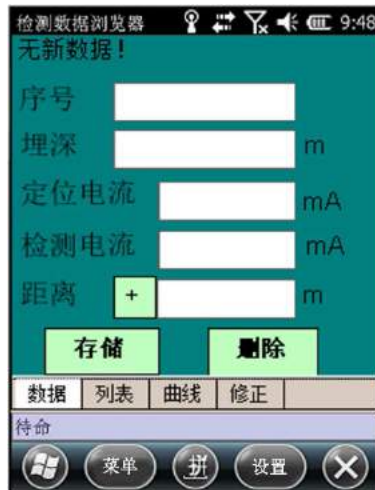 检测数据浏览器 9:48
无新数据!
序号
埋深 m
定位电流 mA
检测电流 mA
距离 + m
存储 删除
数据 列表 曲线 修正
待命
菜单 拼 设置